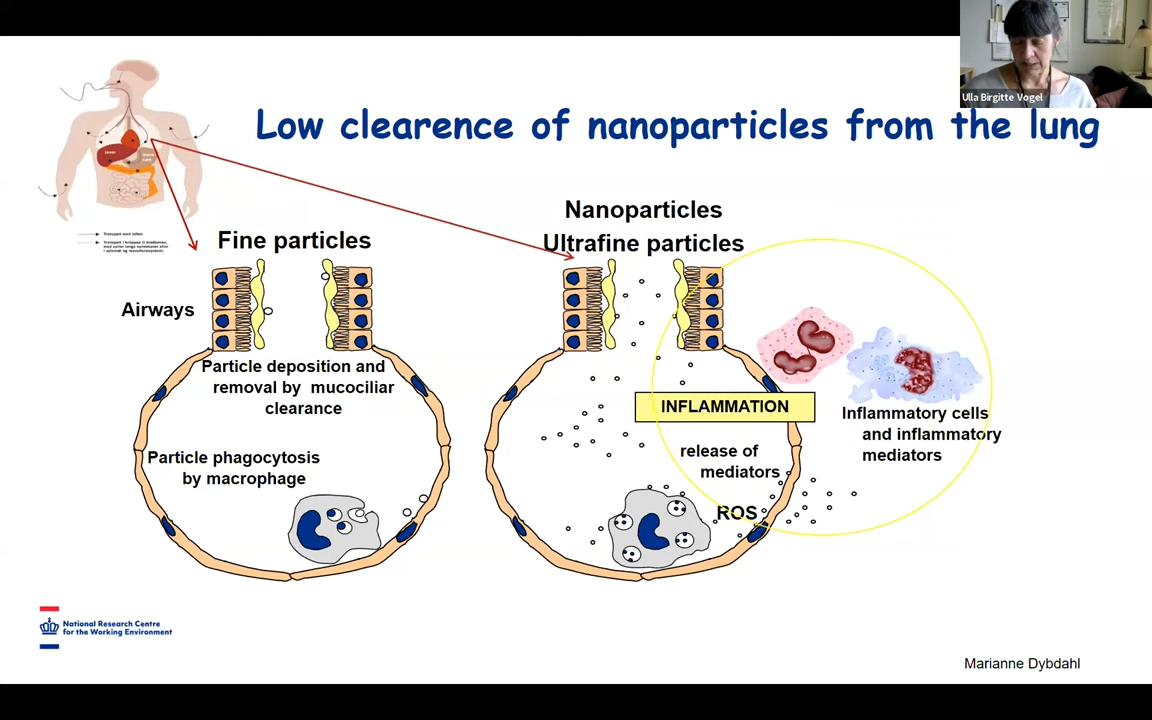 Ulla Birgitte Vogel
Low clearence of nanoparticles from the lung
Nanoparticles
Ultrafine particles
Fine particles
Airways
Particle deposition and
removal by mucociliar
clearance
Particle phagocytosis
by macrophage
INFLAMMATION
release of
mediators
ROS
Inflammatory cells
and inflammatory
mediators
National Research Centre
for the Working Environment
Marianne Dybdahl